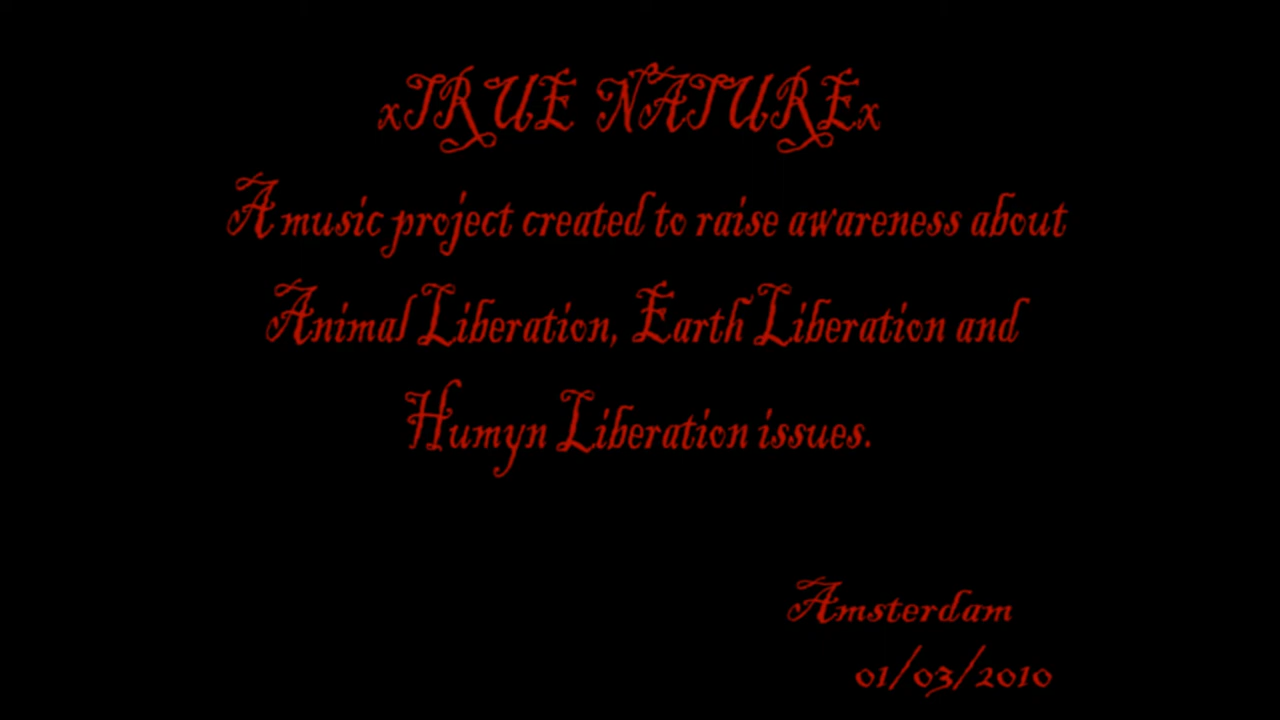 xTRUE NATUREx
A music project created to raise awareness about
Animal Liberation, Earth Liberation and
Humyn Liberation issues.
Amsterdam
01/03/2010